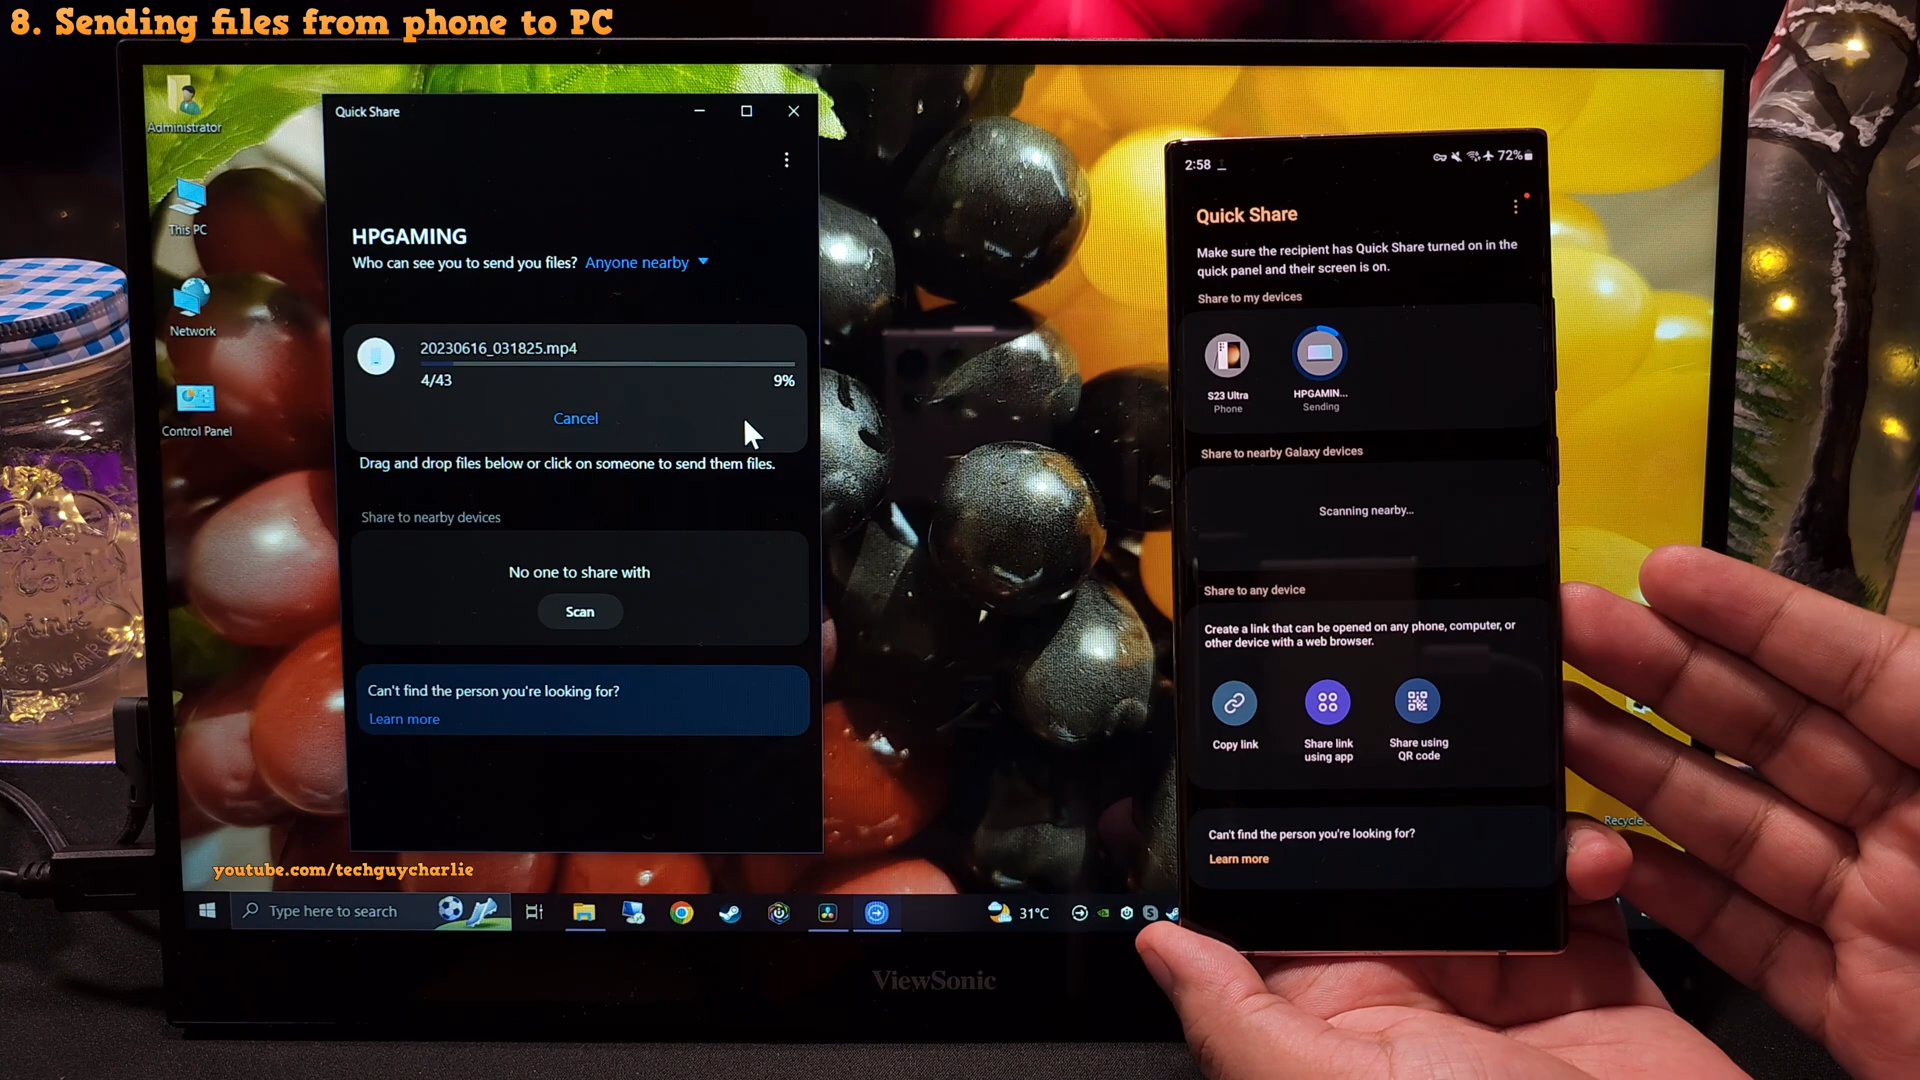 8. Sending files from phone to PC
Administrator
This PC
Network
Control Panel
Quick Share
HPGAMING
Who can see you to send you files? Anyone nearby
20230616_031825.mp4
4/43 9%
Cancel
Drag and drop files below or click on someone to send them files.
Share to nearby devices
No one to share with
Scan
Can't find the person you're looking for?
Learn more
youtube.com/techguycharlie
Type here to search
31°C
ViewSonic
2:58 72%
Quick Share
Make sure the recipient has Quick Share turned on in the
quick panel and their screen is on.
Share to my devices
S23 Ultra
Phone
HPGAMIN...
Sending
Share to nearby Galaxy devices
Scanning nearby...
Share to any device
Create a link that can be opened on any phone, computer, or
other device with a web browser.
Copy link
Share link
using app
Share using
QR code
Can't find the person you're looking for?
Learn more
Recycle